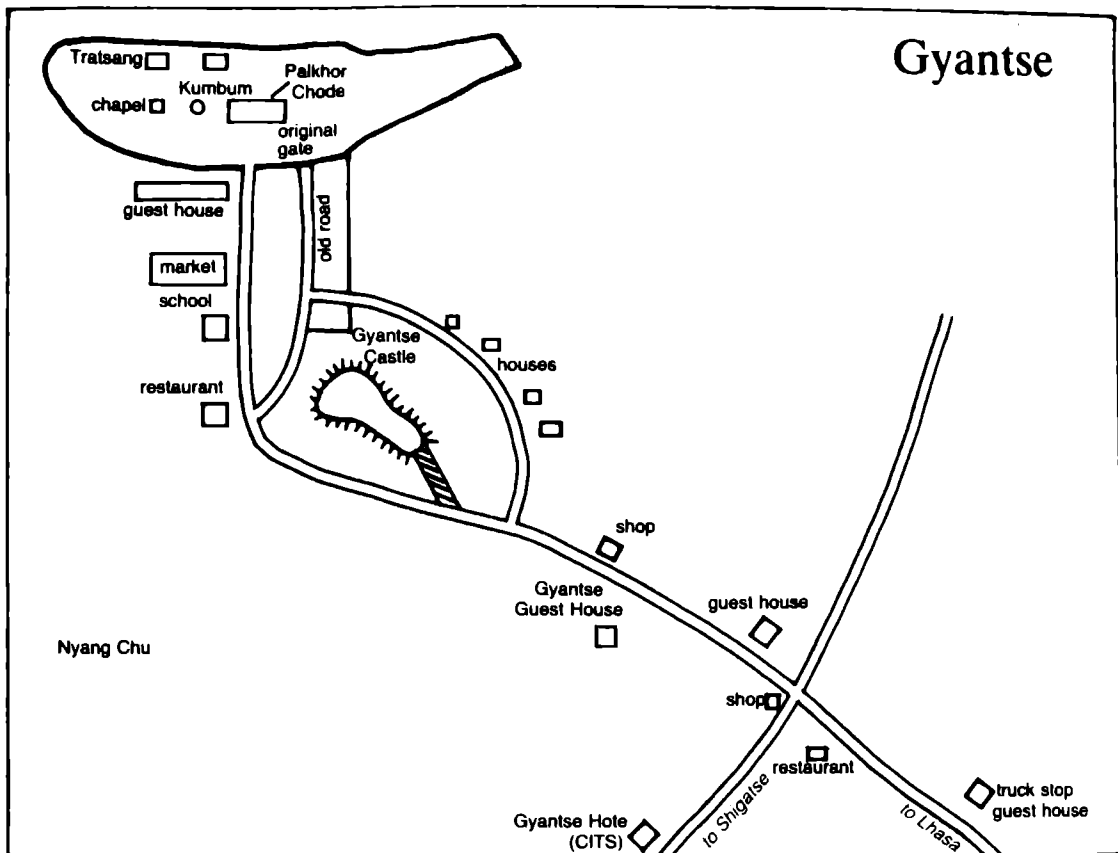 Gyantse
Tratsang
Kumbum
Palkhor
Chode
chapel
original
gate
guest house
old road
market
school
Gyantse
Castle
houses
restaurant
shop
Gyantse
Guest House
guest house
Nyang Chu
shop
restaurant
to Shigatse
to Lhasa
truck stop
guest house
Gyantse Hote
(CITS)